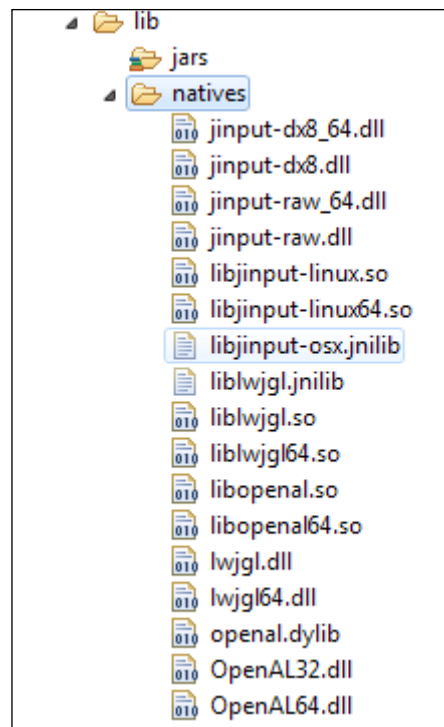 lib
jars
natives
jinput-dx8_64.dll
jinput-dx8.dll
jinput-raw_64.dll
jinput-raw.dll
libjinput-linux.so
libjinput-linux64.so
libjinput-osx.jnilib
liblwjgl.jnilib
liblwjgl.so
liblwjgl64.so
libopenal.so
libopenal64.so
lwjgl.dll
lwjgl64.dll
openal.dylib
OpenAL32.dll
OpenAL64.dll